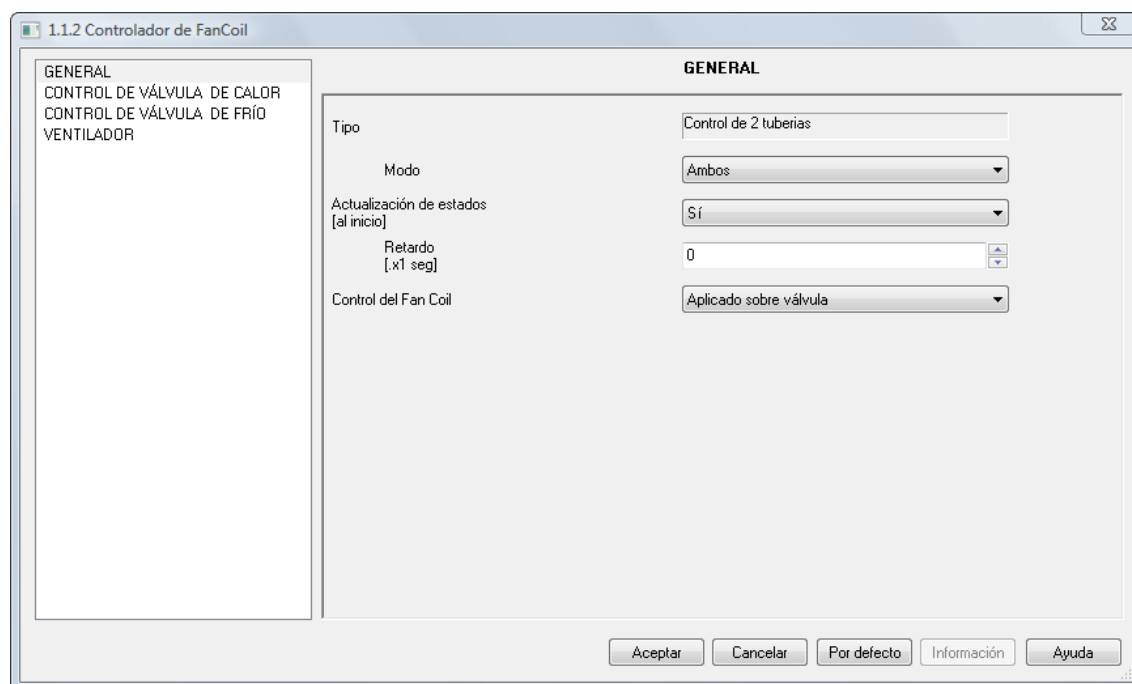 1.1.2 Controlador de FanCoil
GENERAL
CONTROL DE VÁLVULA DE CALOR
CONTROL DE VÁLVULA DE FRÍO
VENTILADOR
GENERAL
Tipo
Control de 2 tuberias
Modo
Ambos
Actualización de estados
[al inicio]
Sí
Retardo
[.x1 seg]
0
Control del Fan Coil
Aplicado sobre válvula
Aceptar
Cancelar
Por defecto
Información
Ayuda